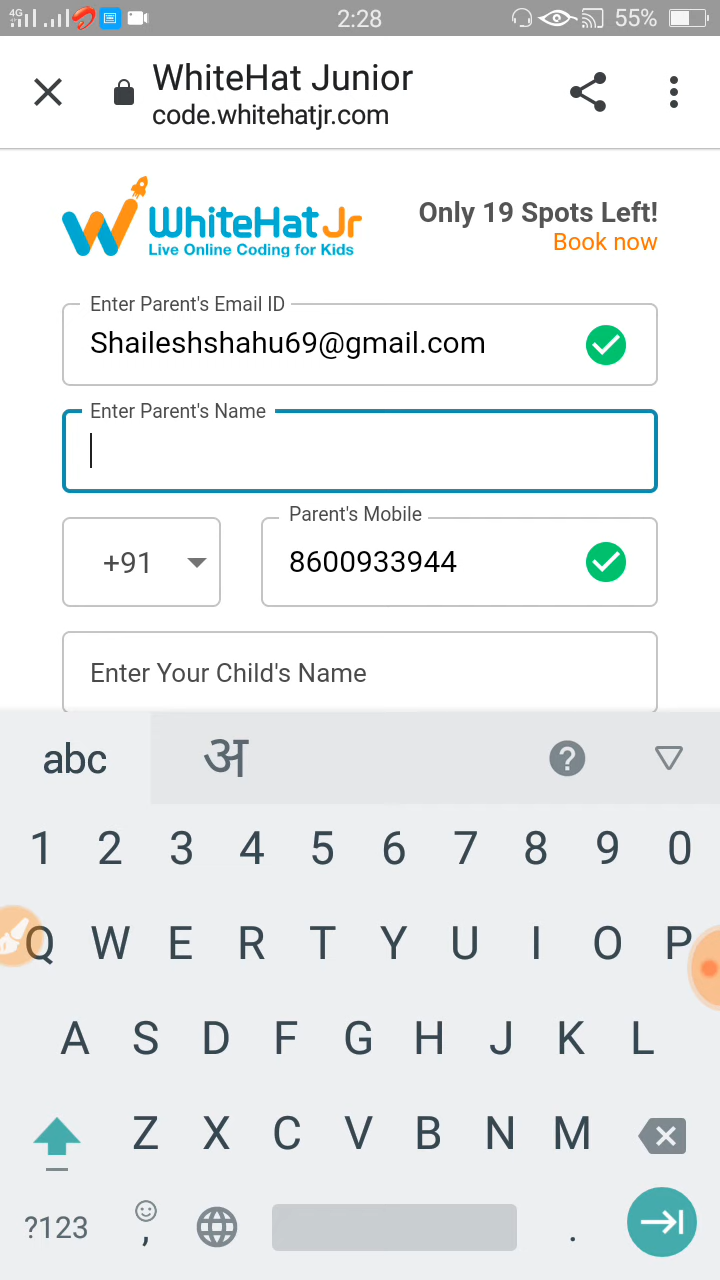 4G 2:28 55%
WhiteHat Junior
code.whitehatjr.com
WhiteHat Jr
Live Online Coding for Kids
Only 19 Spots Left!
Book now
Enter Parent's Email ID
Shaileshshahu69@gmail.com
Enter Parent's Name
Parent's Mobile
+91 8600933944
Enter Your Child's Name
abc अ ?
1 2 3 4 5 6 7 8 9 0
Q W E R T Y U I O P
A S D F G H J K L
Z X C V B N M
?123 , .